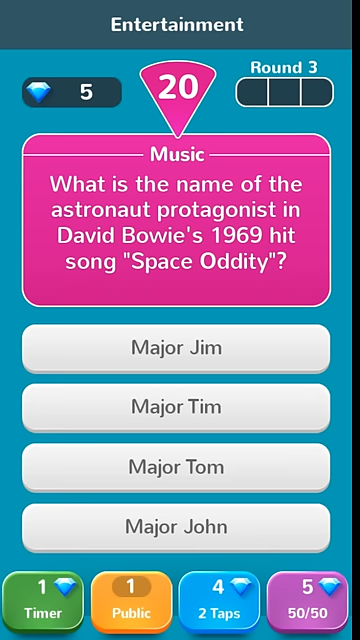 Entertainment
5
20
Round 3
Music
What is the name of the
astronaut protagonist in
David Bowie's 1969 hit
song "Space Oddity"?
Major Jim
Major Tim
Major Tom
Major John
1
Timer
1
Public
4
2 Taps
5
50/50